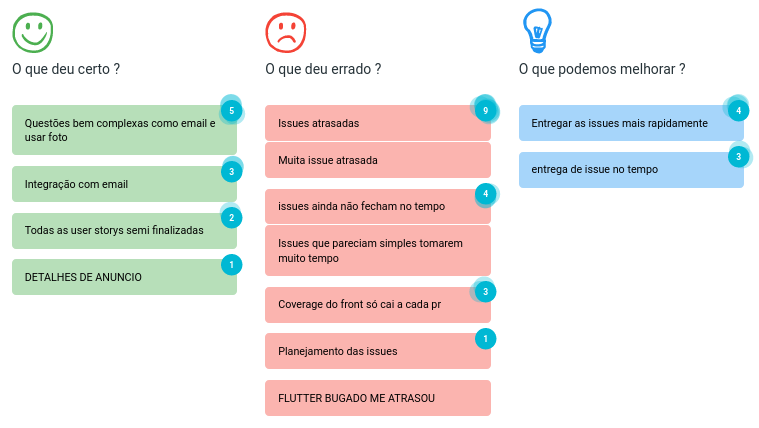 O que deu certo ?
5
Questões bem complexas como email e
usar foto
3
Integração com email
2
Todas as user storys semi finalizadas
1
DETALHES DE ANUNCIO
O que deu errado ?
9
Issues atrasadas
Muita issue atrasada
4
issues ainda não fecham no tempo
Issues que pareciam simples tomarem
muito tempo
3
Coverage do front só cai a cada pr
1
Planejamento das issues
FLUTTER BUGADO ME ATRASOU
O que podemos melhorar ?
4
Entregar as issues mais rapidamente
3
entrega de issue no tempo